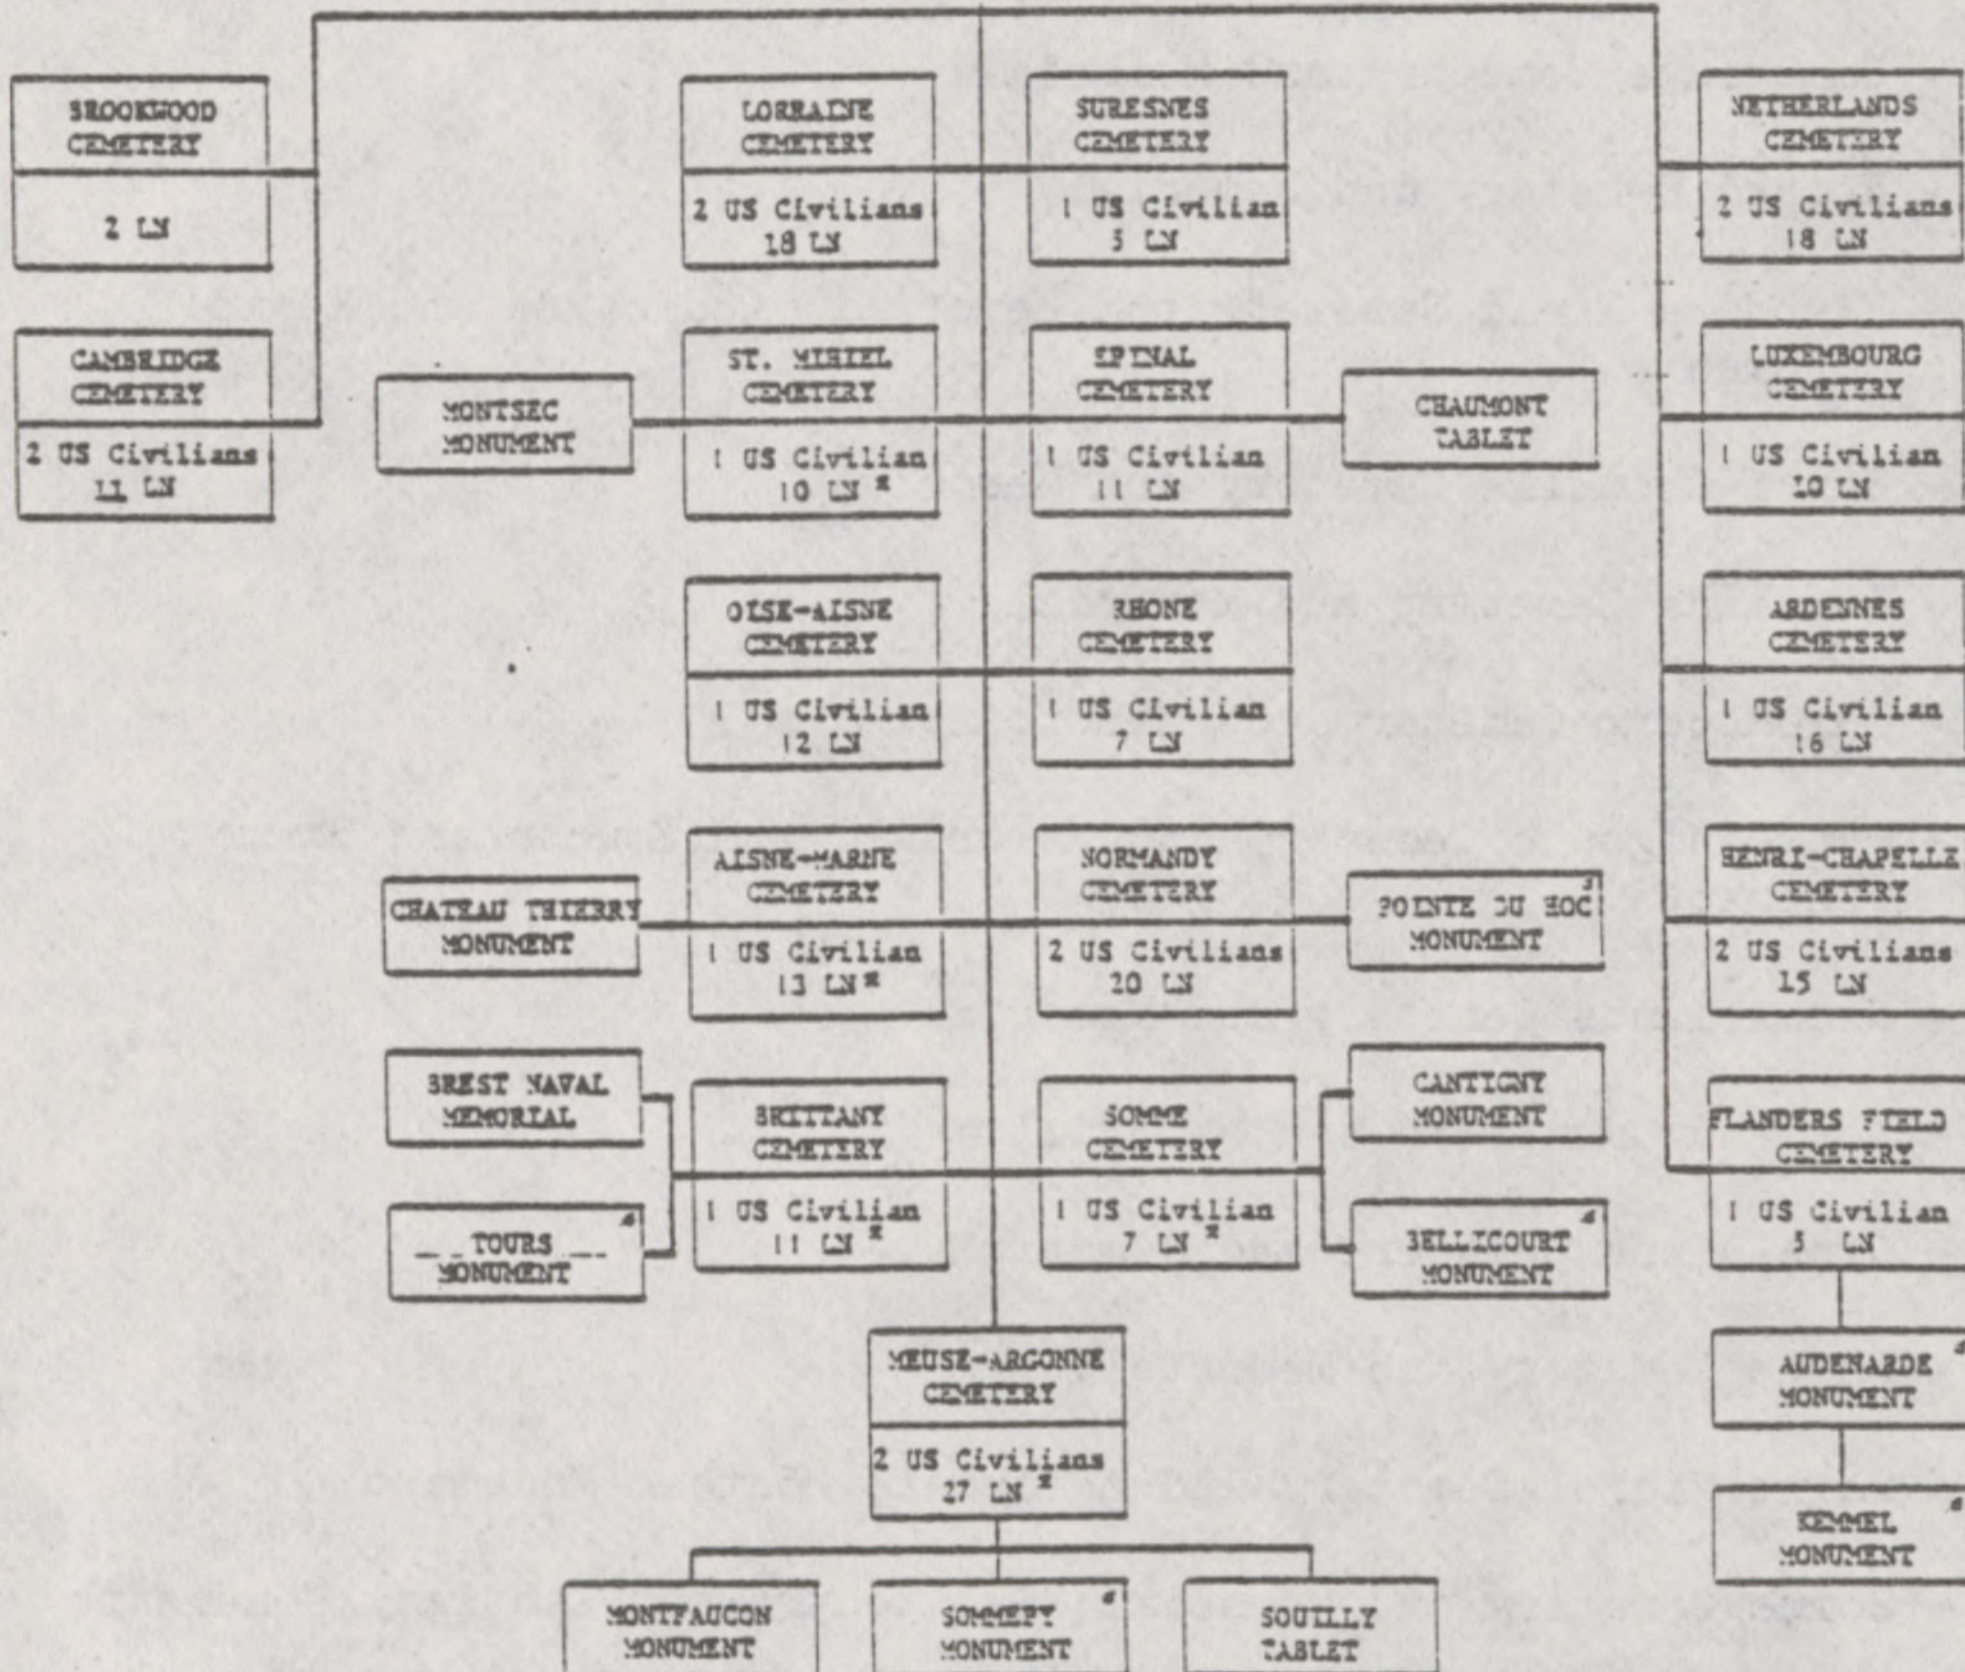 BROOKWOOD
CEMETERY
2 LN
CAMBRIDGE
CEMETERY
2 US Civilians
11 LN
LORRAINE
CEMETERY
2 US Civilians
18 LN
SURESNES
CEMETERY
1 US Civilian
5 LN
MONTSEC
MONUMENT
ST. MIHIEL
CEMETERY
1 US Civilian
10 LN *
EPINAL
CEMETERY
1 US Civilian
11 LN
CHAUMONT
TABLET
OISE-AISNE
CEMETERY
1 US Civilian
12 LN
RHONE
CEMETERY
1 US Civilian
7 LN
CHATEAU THIERRY
MONUMENT
AISNE-MARNE
CEMETERY
1 US Civilian
13 LN *
NORMANDY
CEMETERY
2 US Civilians
20 LN
POINTE DU HOC
MONUMENT
BREST NAVAL
MEMORIAL
TOURS
MONUMENT
BRITTANY
CEMETERY
1 US Civilian
11 LN *
SOMME
CEMETERY
1 US Civilian
7 LN *
CANTIGNY
MONUMENT
BELLICOURT
MONUMENT
MEUSE-ARGONNE
CEMETERY
2 US Civilians
27 LN *
MONTFAUCON
MONUMENT
SOMMEPY
MONUMENT
SOUILLY
TABLET
NETHERLANDS
CEMETERY
2 US Civilians
18 LN
LUXEMBOURG
CEMETERY
1 US Civilian
10 LN
ARDENNES
CEMETERY
1 US Civilian
16 LN
HENRI-CHAPELLE
CEMETERY
2 US Civilians
15 LN
FLANDERS FIELD
CEMETERY
1 US Civilian
5 LN
AUDENARDE
MONUMENT
KEMMEL
MONUMENT